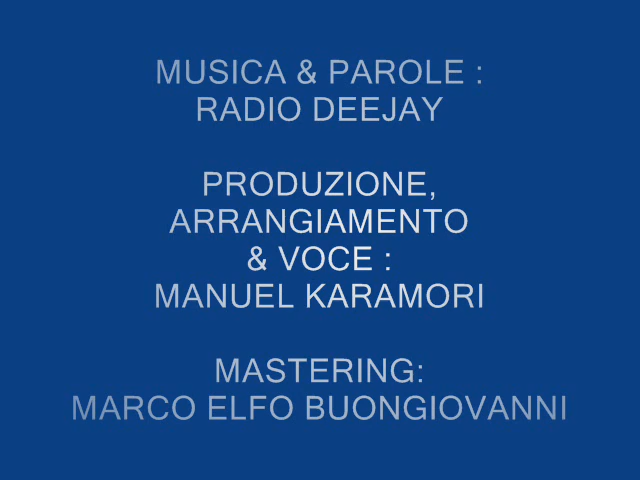 MUSICA & PAROLE :
RADIO DEEJAY
PRODUZIONE,
ARRANGIAMENTO
& VOCE :
MANUEL KARAMORI
MASTERING:
MARCO ELFO BUONGIOVANNI